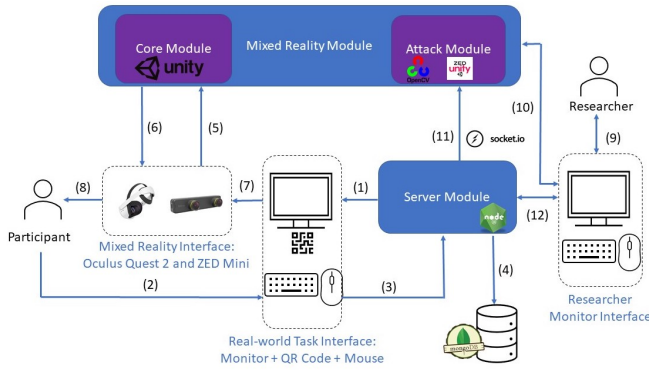 Core Module
unity
Mixed Reality Module
Attack Module
OpenCV
ZED
unity
(6)
(5)
(11)
socket.io
(10)
Researcher
(9)
(8)
(7)
(1)
Server Module
node
(12)
Participant
Mixed Reality Interface:
Oculus Quest 2 and ZED Mini
(2)
(3)
(4)
Researcher
Monitor Interface
Real-world Task Interface:
Monitor + QR Code + Mouse
mongoDB